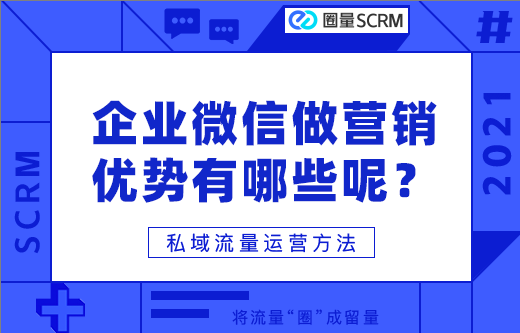 圈量SCRM
#
企业微信做营销
优势有哪些呢？
私域流量运营方法
SCRM
2021
将流量“圈”成留量